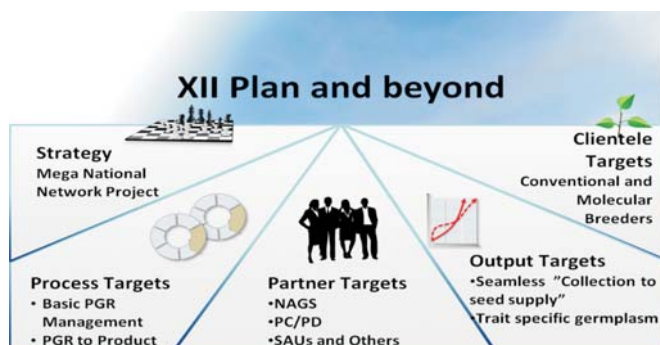 XII Plan and beyond
Strategy
Mega National
Network Project
Clientele
Targets
Conventional and
Molecular
Breeders
Process Targets
• Basic PGR
Management
• PGR to Product
Partner Targets
•NAGS
•PC/PD
•SAUs and Others
Output Targets
•Seamless ”Collection to
seed supply”
•Trait specific germplasm